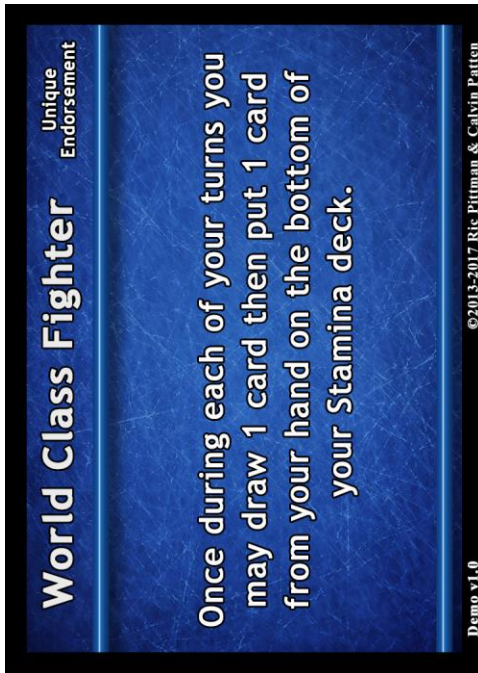 World Class Fighter
Unique
Endorsement
Once during each of your turns you
may draw 1 card then put 1 card
from your hand on the bottom of
your Stamina deck.
Demo v1.0
©2013-2017 Ric Pittman & Calvin Patten